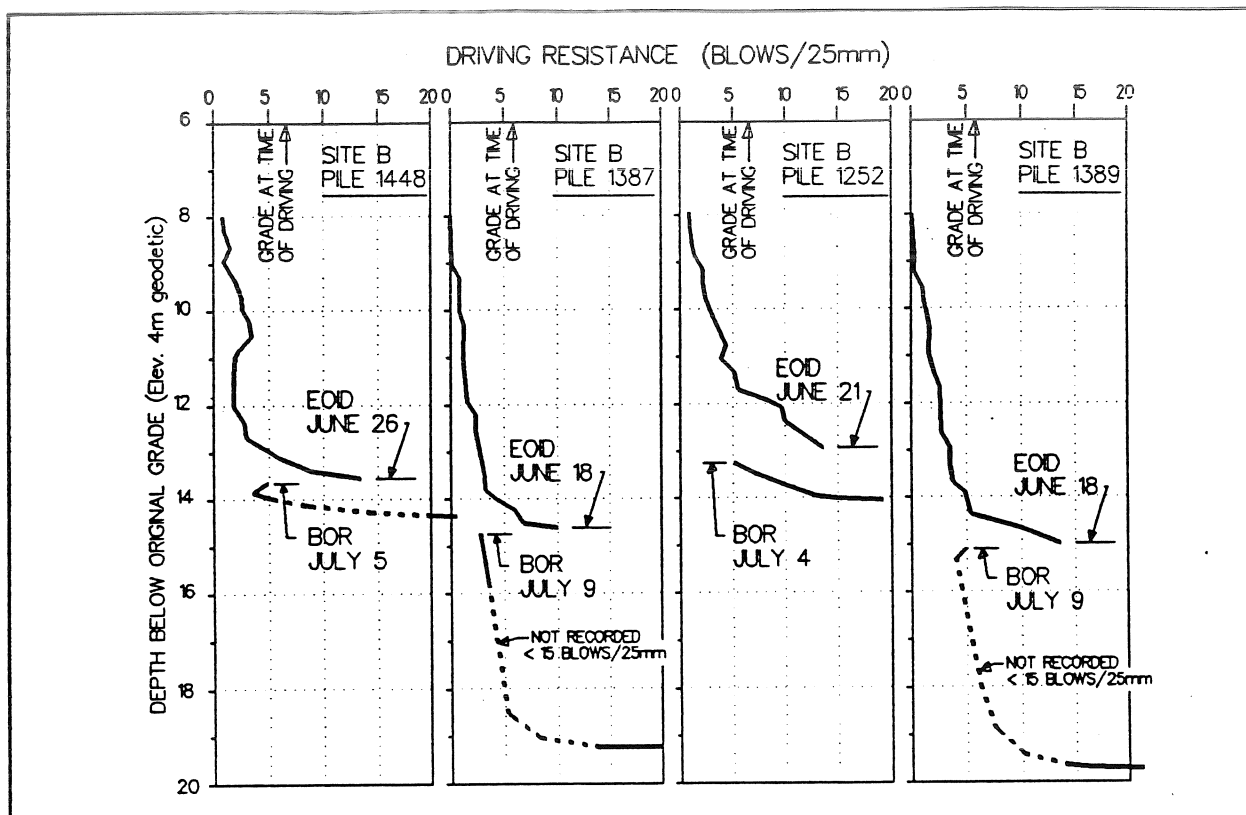 DRIVING RESISTANCE (BLOWS/25mm)
0 5 10 15 20 0 5 10 15 20 0 5 10 15 20 0 5 10 15 20
6
8
10
12
14
16
18
20
DEPTH BELOW ORIGINAL GRADE (Elev. 4m geodetic)
GRADE AT TIME
OF DRIVING
SITE B
PILE 1448
EOID
JUNE 26
BOR
JULY 5
GRADE AT TIME
OF DRIVING
SITE B
PILE 1387
EOID
JUNE 18
BOR
JULY 9
NOT RECORDED
< 15 BLOWS/25mm
GRADE AT TIME
OF DRIVING
SITE B
PILE 1252
EOID
JUNE 21
BOR
JULY 4
GRADE AT TIME
OF DRIVING
SITE B
PILE 1389
EOID
JUNE 18
BOR
JULY 9
NOT RECORDED
< 15 BLOWS/25mm